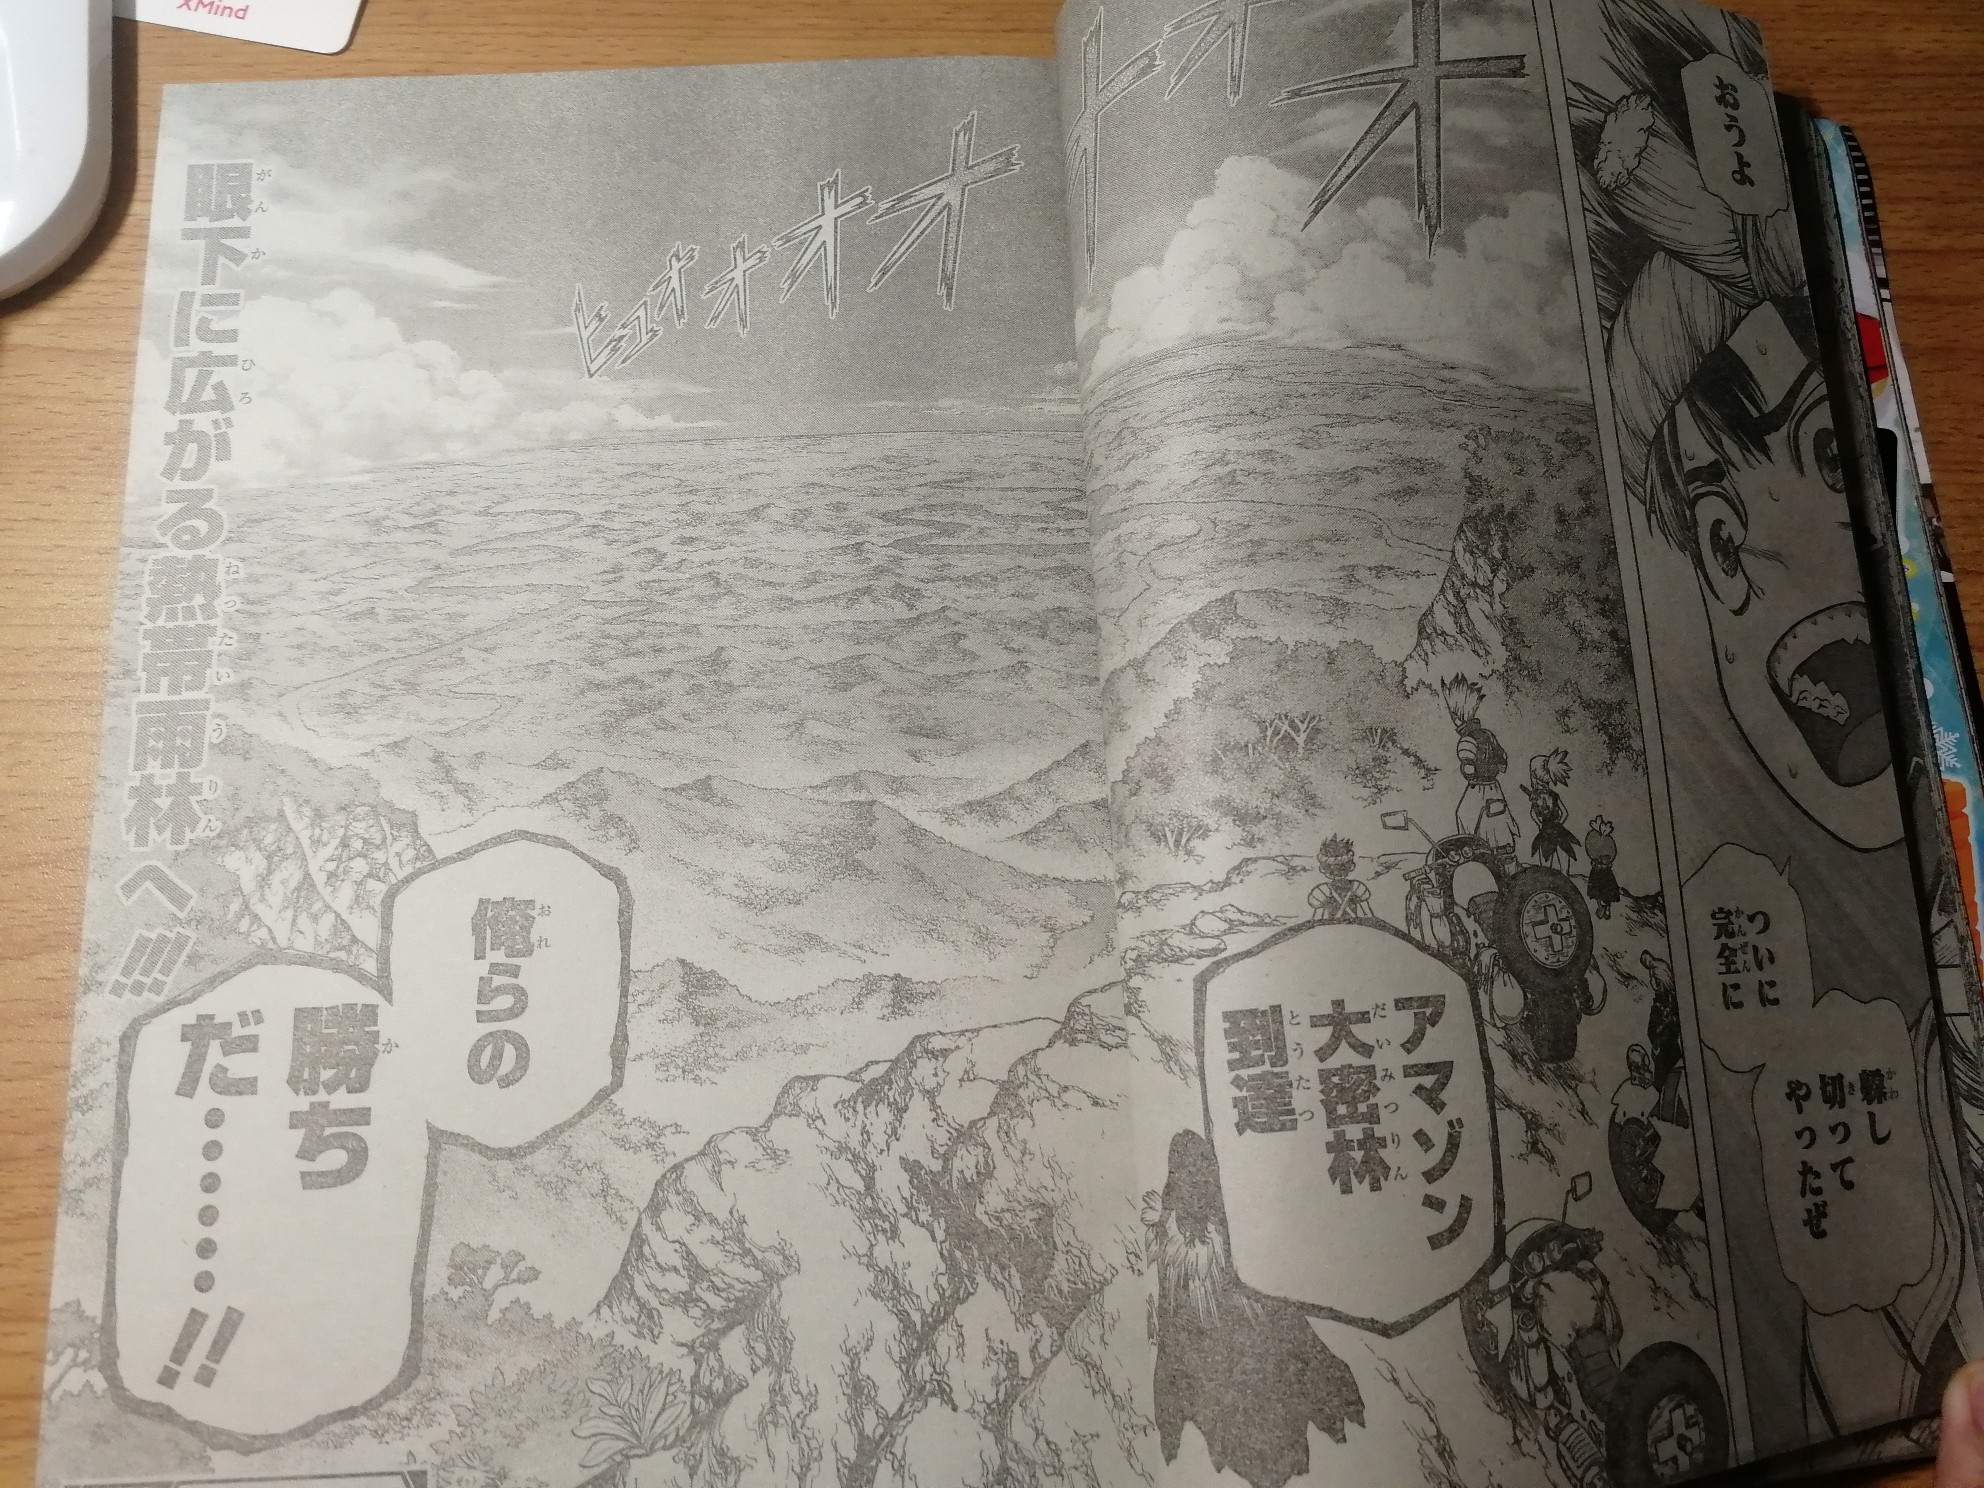 XMind
おうよ
ついに
完全に
躱し
切って
やったぜ
オオオオオオオュヒ
アマゾン
大密林
到達
俺らの
勝ち
だ……!!
眼下に広がる熱帯雨林へ!!!